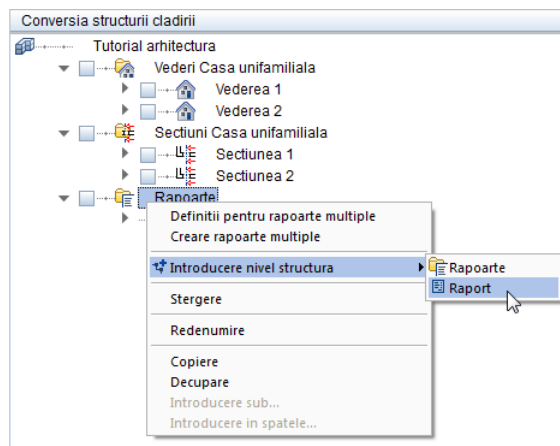 Conversia structurii cladirii
Tutorial arhitectura
Vederi Casa unifamiliala
Vederea 1
Vederea 2
Sectiuni Casa unifamiliala
Sectiunea 1
Sectiunea 2
Rapoarte
Definitii pentru rapoarte multiple
Creare rapoarte multiple
Introducere nivel structura
Rapoarte
Raport
Stergere
Redenumire
Copiere
Decupare
Introducere sub...
Introducere in spatele...